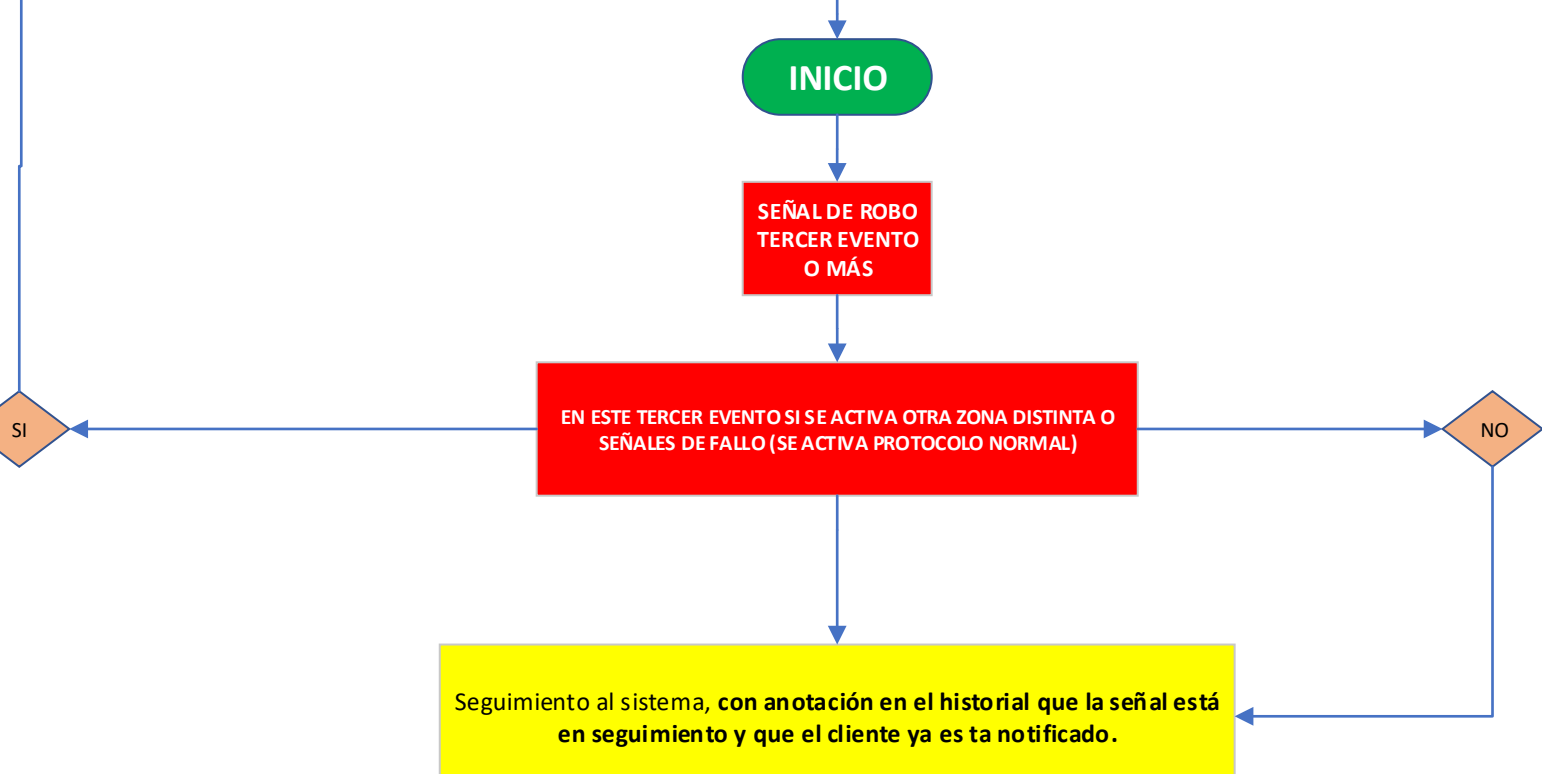 INICIO
SEÑAL DE ROBO
TERCER EVENTO
O MÁS
EN ESTE TERCER EVENTO SI SE ACTIVA OTRA ZONA DISTINTA O
SEÑALES DE FALLO (SE ACTIVA PROTOCOLO NORMAL)
SI
NO
Seguimiento al sistema, con anotación en el historial que la señal está
en seguimiento y que el cliente ya es ta notificado.